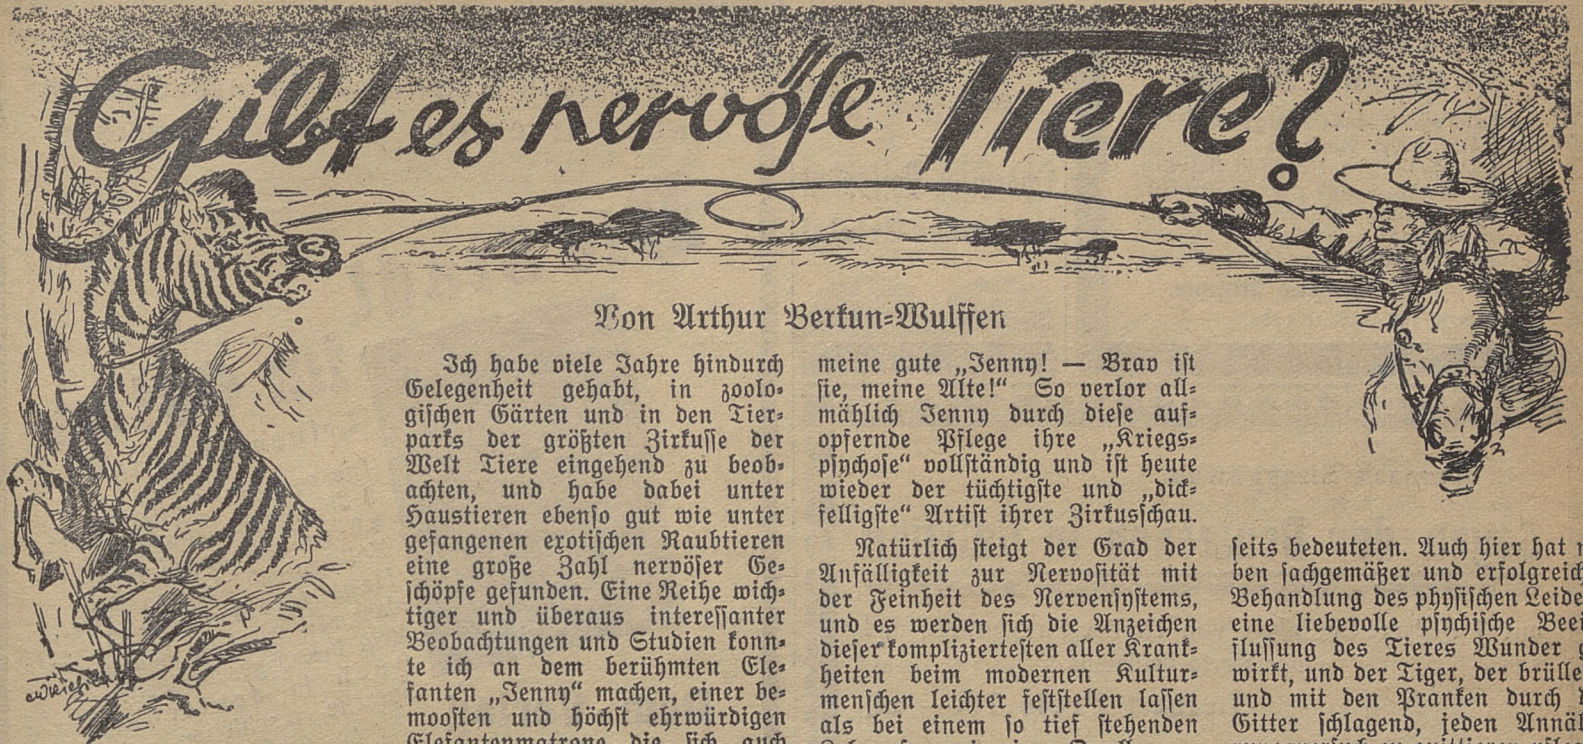 Gibt es nervöse Tiere?
Von Arthur Berkun-Wulffen
Ich habe viele Jahre hindurch
Gelegenheit gehabt, in zoolo-
gischen Gärten und in den Tier-
parks der größten Zirkusse der
Welt Tiere eingehend zu beob-
achten, und habe dabei unter
Haustieren ebenso gut wie unter
gefangenen exotischen Raubtieren
eine große Zahl nervöser Ge-
schöpfe gefunden. Eine Reihe wich-
tiger und überaus interessanter
Beobachtungen und Studien konn-
te ich an dem berühmten Ele-
fanten „Jenny“ machen, einer be-
moosten und höchst ehrwürdigen
Elefantenmatrone, die sich auch
meine gute „Jenny! — Brav ist
sie, meine Alte!“ So verlor all-
mählich Jenny durch diese auf-
opfernde Pflege ihre „Kriegs-
psychose“ vollständig und ist heute
wieder der tüchtigste und „dick-
felligste“ Artist ihrer Zirkusschau.
Natürlich steigt der Grad der
Anfälligkeit zur Nervosität mit
der Feinheit des Nervensystems,
und es werden sich die Anzeichen
dieser kompliziertesten aller Krank-
heiten beim modernen Kultur-
menschen leichter feststellen lassen
als bei einem so tief stehenden
seits bedeuteten. Auch hier hat
ben sachgemäßer und erfolgreich
Behandlung des physischen Leide
eine liebevolle psychische Beei
flussung des Tieres Wunder g
wirkt, und der Tiger, der brülle
und mit den Pranken durch
Gitter schlagend, jeden Annäh